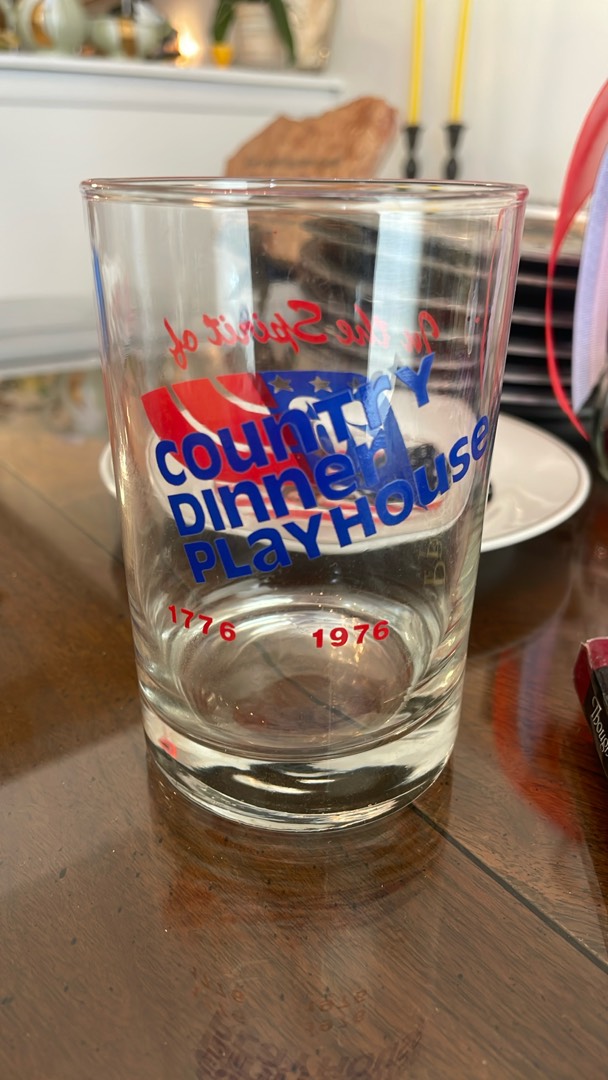 In the Spirit of
COUNTRY
DINNER
PLAYHOUSE
1776 1976